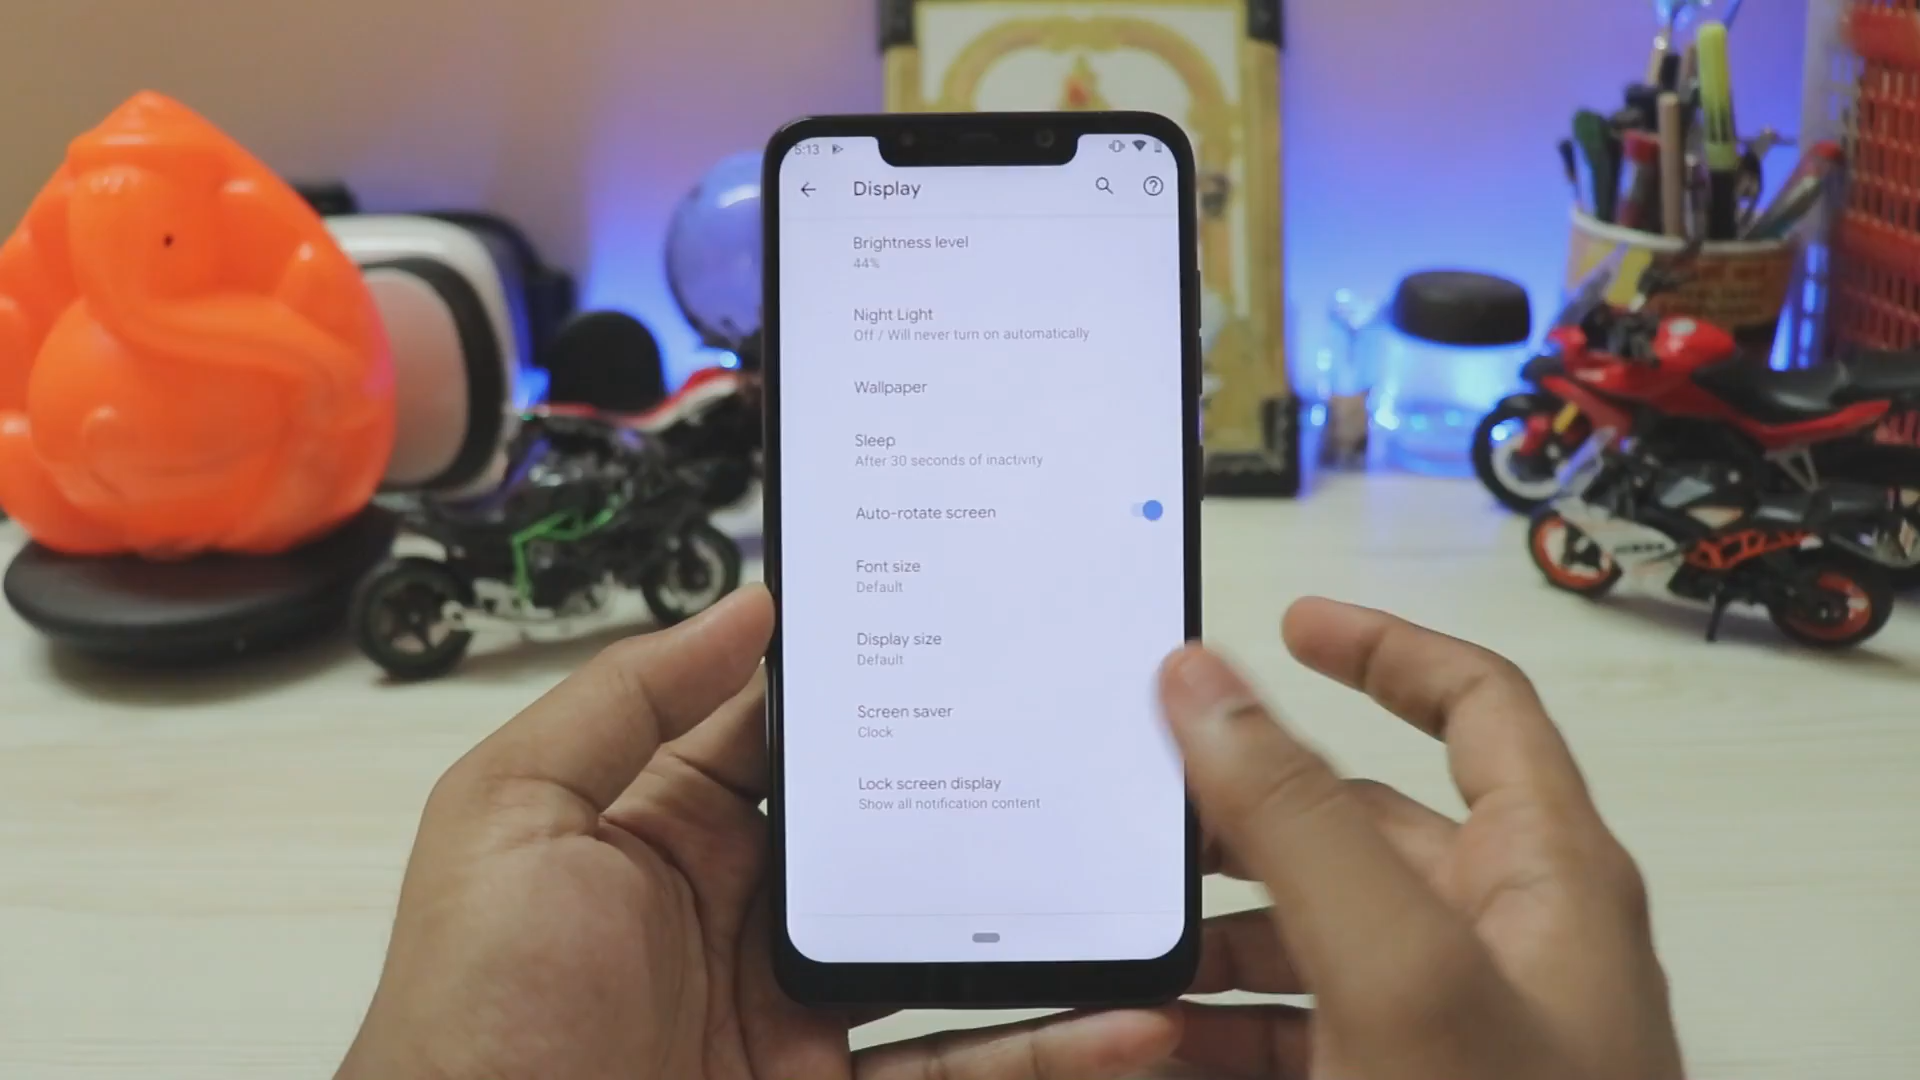 5:13
Display
Brightness level
44%
Night Light
Off / Will never turn on automatically
Wallpaper
Sleep
After 30 seconds of inactivity
Auto-rotate screen
Font size
Default
Display size
Default
Screen saver
Clock
Lock screen display
Show all notification content